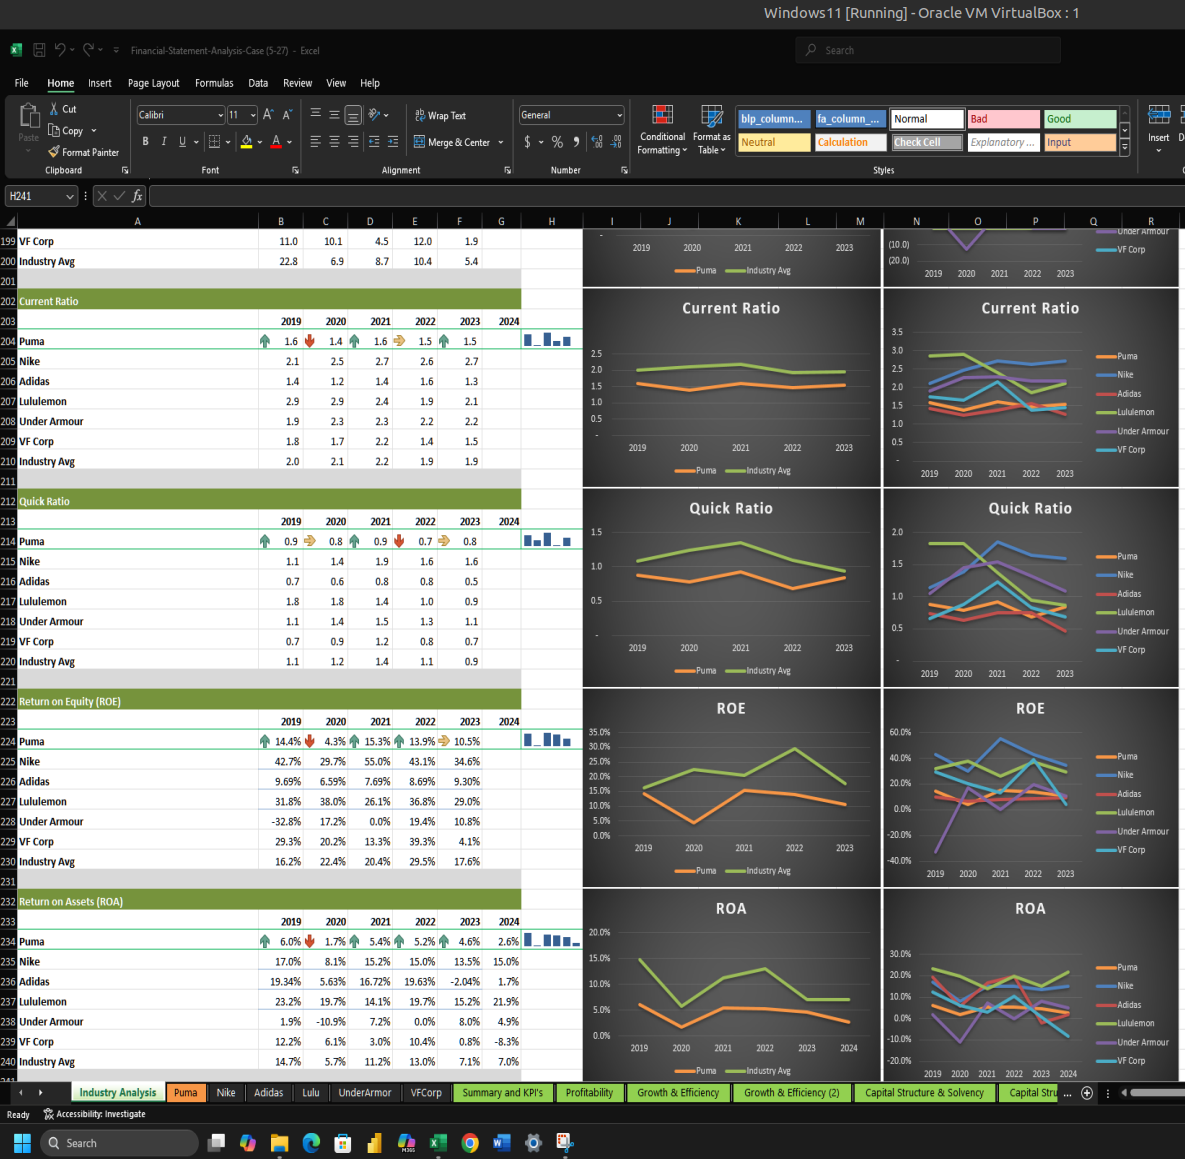 Windows11 [Running] - Oracle VM VirtualBox : 1
Financial-Statement-Analysis-Case (5-27) - Excel
Search
File Home Insert Page Layout Formulas Data Review View Help
Paste
Cut
Copy
Format Painter
Clipboard
Calibri 11
B I U
Font
Wrap Text
Merge & Center
Alignment
General
$ %
Number
Conditional Formatting
Format as Table
blp_column... fa_column_... Normal Bad Good
Neutral Calculation Check Cell Explanatory ... Input
Styles
Insert
H241
fx
A B C D E F G H I J K L M N O P Q R
199 VF Corp 11.0 10.1 4.5 12.0 1.9
200 Industry Avg 22.8 6.9 8.7 10.4 5.4
201
202 Current Ratio
203 2019 2020 2021 2022 2023 2024
204 Puma 1.6 1.4 1.6 1.5 1.5
205 Nike 2.1 2.5 2.7 2.6 2.7
206 Adidas 1.4 1.2 1.4 1.6 1.3
207 Lululemon 2.9 2.9 2.4 1.9 2.1
208 Under Armour 1.9 2.3 2.3 2.2 2.2
209 VF Corp 1.8 1.7 2.2 1.4 1.5
210 Industry Avg 2.0 2.1 2.2 1.9 1.9
211
212 Quick Ratio
213 2019 2020 2021 2022 2023 2024
214 Puma 0.9 0.8 0.9 0.7 0.8
215 Nike 1.1 1.4 1.9 1.6 1.6
216 Adidas 0.7 0.6 0.8 0.8 0.5
217 Lululemon 1.8 1.8 1.4 1.0 0.9
218 Under Armour 1.1 1.4 1.5 1.3 1.1
219 VF Corp 0.7 0.9 1.2 0.8 0.7
220 Industry Avg 1.1 1.2 1.4 1.1 0.9
221
222 Return on Equity (ROE)
223 2019 2020 2021 2022 2023 2024
224 Puma 14.4% 4.3% 15.3% 13.9% 10.5%
225 Nike 42.7% 29.7% 55.0% 43.1% 34.6%
226 Adidas 9.69% 6.59% 7.69% 8.69% 9.30%
227 Lululemon 31.8% 38.0% 26.1% 36.8% 29.0%
228 Under Armour -32.8% 17.2% 0.0% 19.4% 10.8%
229 VF Corp 29.3% 20.2% 13.3% 39.3% 4.1%
230 Industry Avg 16.2% 22.4% 20.4% 29.5% 17.6%
231
232 Return on Assets (ROA)
233 2019 2020 2021 2022 2023 2024
234 Puma 6.0% 1.7% 5.4% 5.2% 4.6% 2.6%
235 Nike 17.0% 8.1% 15.2% 15.0% 13.5% 15.0%
236 Adidas 19.34% 5.63% 16.72% 19.63% -2.04% 1.7%
237 Lululemon 23.2% 19.7% 14.1% 19.7% 15.2% 21.9%
238 Under Armour 1.9% -10.9% 7.2% 0.0% 8.0% 4.9%
239 VF Corp 12.2% 6.1% 3.0% 10.4% 0.8% -8.3%
240 Industry Avg 14.7% 5.7% 11.2% 13.0% 7.1% 7.0%
241
-
2019 2020 2021 2022 2023
Puma Industry Avg
(10.0)
(20.0)
2019 2020 2021 2022 2023
Under Armour
VF Corp
Current Ratio
2.5
2.0
1.5
1.0
0.5
-
2019 2020 2021 2022 2023
Puma Industry Avg
Current Ratio
3.5
3.0
2.5
2.0
1.5
1.0
0.5
-
2019 2020 2021 2022 2023
Puma
Nike
Adidas
Lululemon
Under Armour
VF Corp
Quick Ratio
1.5
1.0
0.5
-
2019 2020 2021 2022 2023
Puma Industry Avg
Quick Ratio
2.0
1.5
1.0
0.5
-
2019 2020 2021 2022 2023
Puma
Nike
Adidas
Lululemon
Under Armour
VF Corp
ROE
35.0%
30.0%
25.0%
20.0%
15.0%
10.0%
5.0%
0.0%
2019 2020 2021 2022 2023
Puma Industry Avg
ROE
60.0%
40.0%
20.0%
0.0%
-20.0%
-40.0%
2019 2020 2021 2022 2023
Puma
Nike
Adidas
Lululemon
Under Armour
VF Corp
ROA
20.0%
15.0%
10.0%
5.0%
0.0%
2019 2020 2021 2022 2023 2024
Puma Industry Avg
ROA
30.0%
20.0%
10.0%
0.0%
-10.0%
-20.0%
2019 2020 2021 2022 2023 2024
Puma
Nike
Adidas
Lululemon
Under Armour
VF Corp
Industry Analysis Puma Nike Adidas Lulu UnderArmor VFCorp Summary and KPI's Profitability Growth & Efficiency Growth & Efficiency (2) Capital Structure & Solvency Capital Stru ...
Ready Accessibility: Investigate
Search
M365